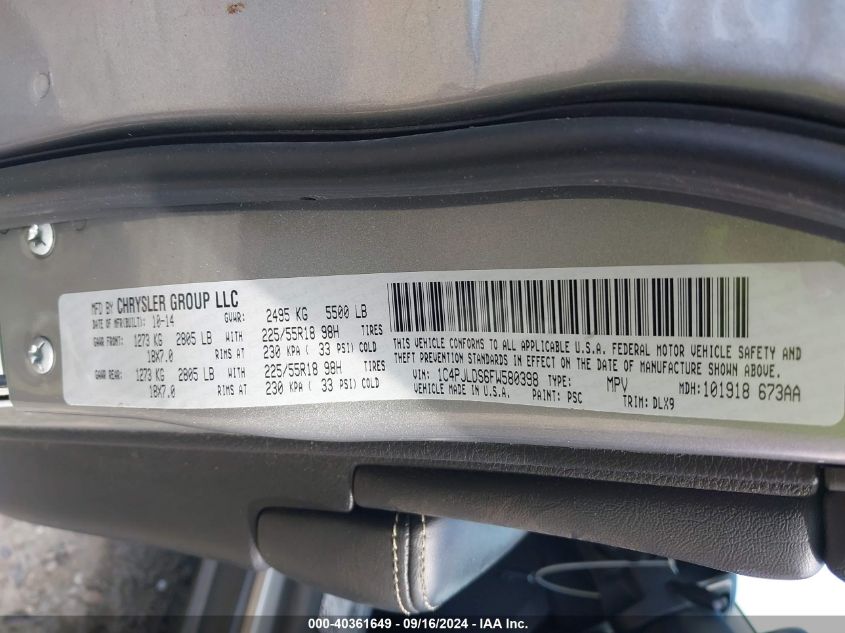 MFD BY CHRYSLER GROUP LLC
DATE OF MFR(BUILT): 10-14 GVWR: 2495 KG 5500 LB
GAWR FRONT: 1273 KG 2805 LB WITH 225/55R18 98H TIRES
18X7.0 RIMS AT 230 KPA ( 33 PSI) COLD
GAWR REAR: 1273 KG 2805 LB WITH 225/55R18 98H TIRES
18X7.0 RIMS AT 230 KPA ( 33 PSI) COLD
THIS VEHICLE CONFORMS TO ALL APPLICABLE U.S.A. FEDERAL MOTOR VEHICLE SAFETY AND
THEFT PREVENTION STANDARDS IN EFFECT ON THE DATE OF MANUFACTURE SHOWN ABOVE.
VIN: 1C4PJLDS6FW580398 TYPE: MPV MDH: 101918 673AA
VEHICLE MADE IN U.S.A. PAINT: PSC TRIM: DLX9
000-40361649 - 09/16/2024 - IAA Inc.